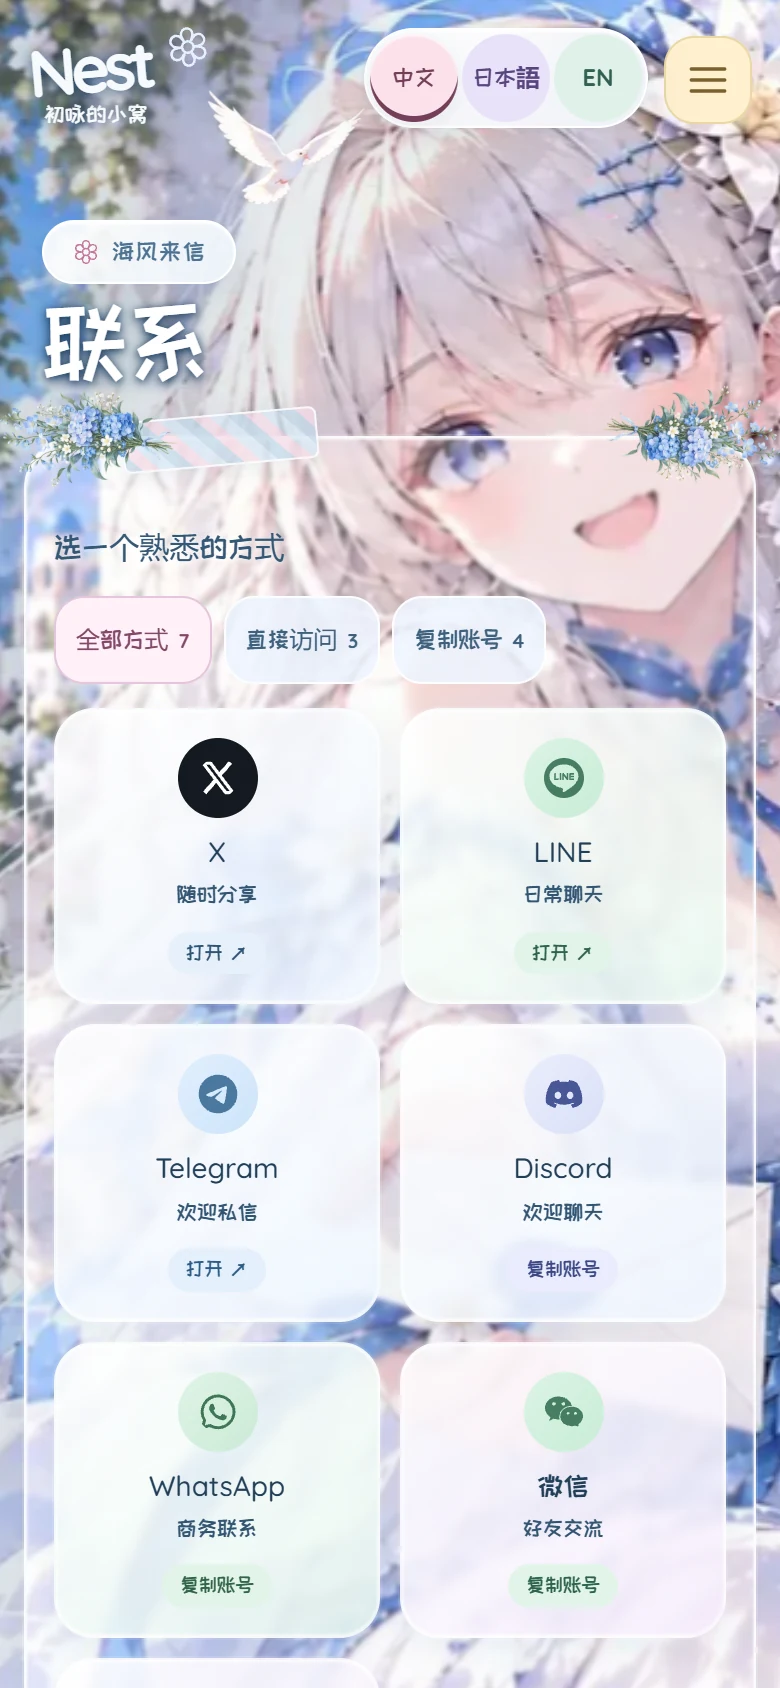 Nest
初咏的小窝
中文 日本語 EN
海风来信
联系
选一个熟悉的方式
全部方式 7 直接访问 3 复制账号 4
X
随时分享
打开 ↗
LINE
LINE
日常聊天
打开 ↗
Telegram
欢迎私信
打开 ↗
Discord
欢迎聊天
复制账号
WhatsApp
商务联系
复制账号
微信
好友交流
复制账号